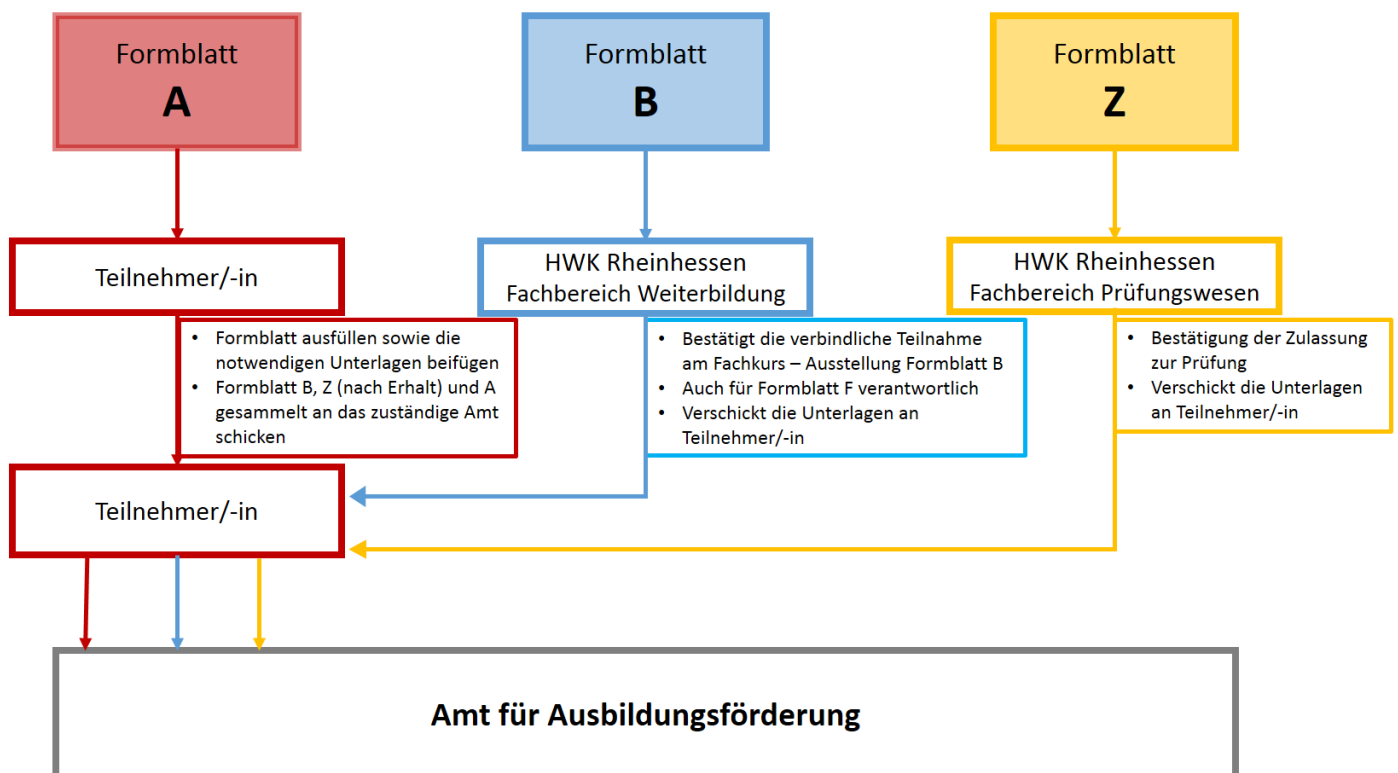 Formblatt
A
Formblatt
B
Formblatt
Z
Teilnehmer/-in
HWK Rheinhessen
Fachbereich Weiterbildung
HWK Rheinhessen
Fachbereich Prüfungswesen
• Formblatt ausfüllen sowie die
notwendigen Unterlagen beifügen
• Formblatt B, Z (nach Erhalt) und A
gesammelt an das zuständige Amt
schicken
• Bestätigt die verbindliche Teilnahme
am Fachkurs – Ausstellung Formblatt B
• Auch für Formblatt F verantwortlich
• Verschickt die Unterlagen an
Teilnehmer/-in
• Bestätigung der Zulassung
zur Prüfung
• Verschickt die Unterlagen
an Teilnehmer/-in
Teilnehmer/-in
Amt für Ausbildungsförderung